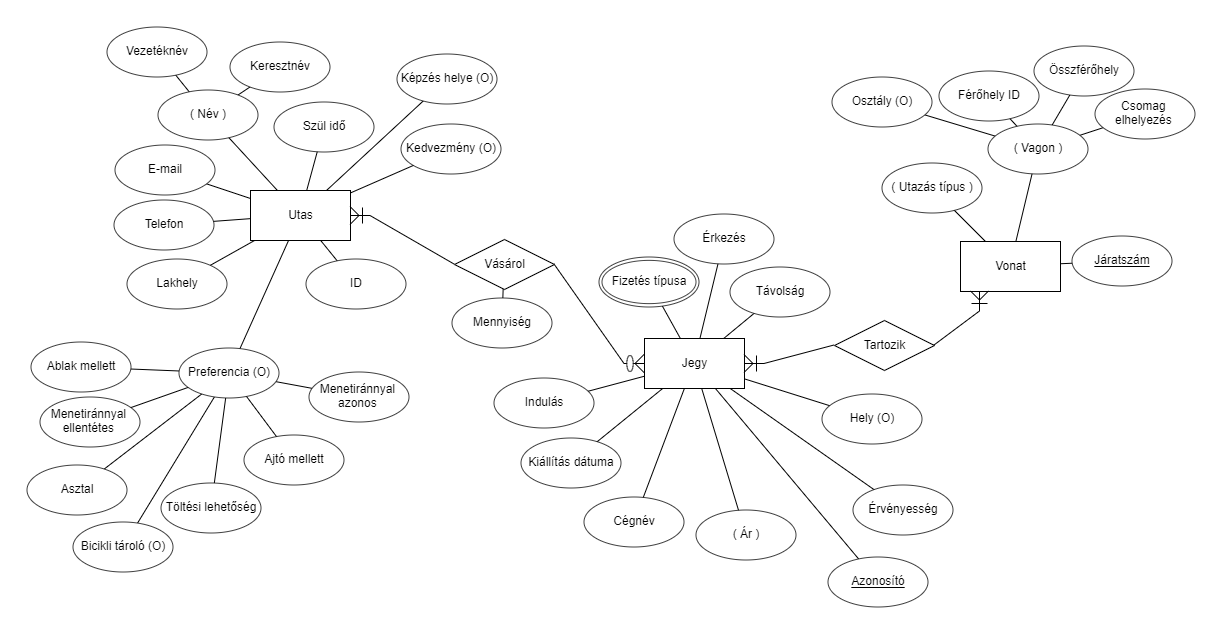 Vezetéknév
Keresztnév
( Név )
Szül idő
Képzés helye (O)
Kedvezmény (O)
E-mail
Telefon
Lakhely
Utas
ID
Vásárol
Mennyiség
Preferencia (O)
Ablak mellett
Menetiránnyal
ellentétes
Asztal
Bicikli tároló (O)
Töltési lehetőség
Ajtó mellett
Menetiránnyal
azonos
Érkezés
Fizetés típusa
Távolság
Jegy
Indulás
Kiállítás dátuma
Cégnév
( Ár )
Azonosító
Érvényesség
Hely (O)
Tartozik
Osztály (O)
Férőhely ID
Összférőhely
Csomag
elhelyezés
( Vagon )
( Utazás típus )
Vonat
Járatszám